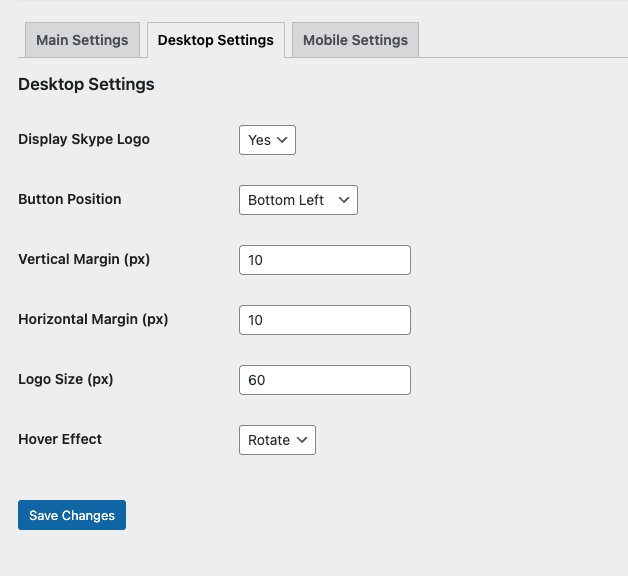 Main Settings Desktop Settings Mobile Settings
Desktop Settings
Display Skype Logo Yes
Button Position Bottom Left
Vertical Margin (px) 10
Horizontal Margin (px) 10
Logo Size (px) 60
Hover Effect Rotate
Save Changes